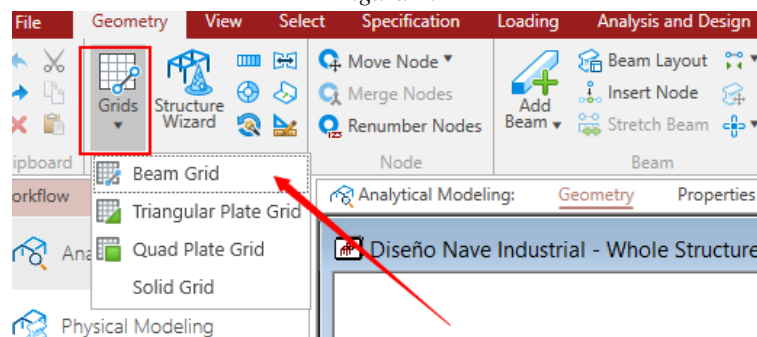 File Geometry View Select Specification Loading Analysis and Design
Move Node Beam Layout
Merge Nodes Insert Node
Grids Structure Wizard Renumber Nodes Add Beam Stretch Beam
ipboard Node Beam
Beam Grid
orkflow Analytical Modeling: Geometry Properties
Triangular Plate Grid
Ana Quad Plate Grid Diseño Nave Industrial - Whole Structure
Solid Grid
Physical Modeling